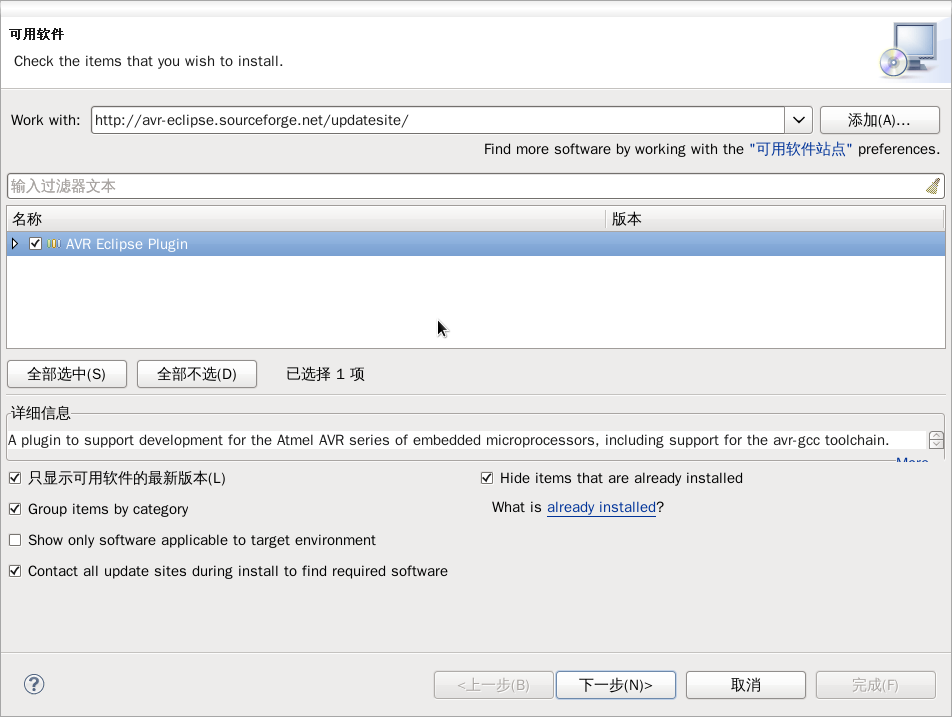 可用软件
Check the items that you wish to install.
Work with: http://avr-eclipse.sourceforge.net/updatesite/ 添加(A)...
Find more software by working with the "可用软件站点" preferences.
输入过滤器文本
名称 版本
AVR Eclipse Plugin
全部选中(S) 全部不选(D) 已选择 1 项
详细信息
A plugin to support development for the Atmel AVR series of embedded microprocessors, including support for the avr-gcc toolchain.
More...
只显示可用软件的最新版本(L) Hide items that are already installed
Group items by category What is already installed?
Show only software applicable to target environment
Contact all update sites during install to find required software
? <上一步(B) 下一步(N)> 取消 完成(F)